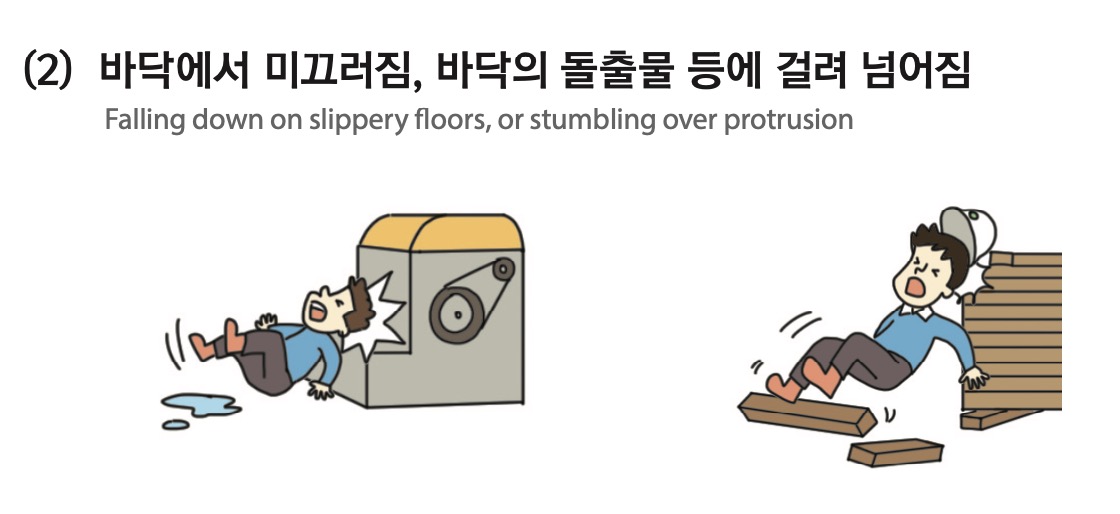 (2) 바닥에서 미끄러짐, 바닥의 돌출물 등에 걸려 넘어짐
Falling down on slippery floors, or stumbling over protrusion